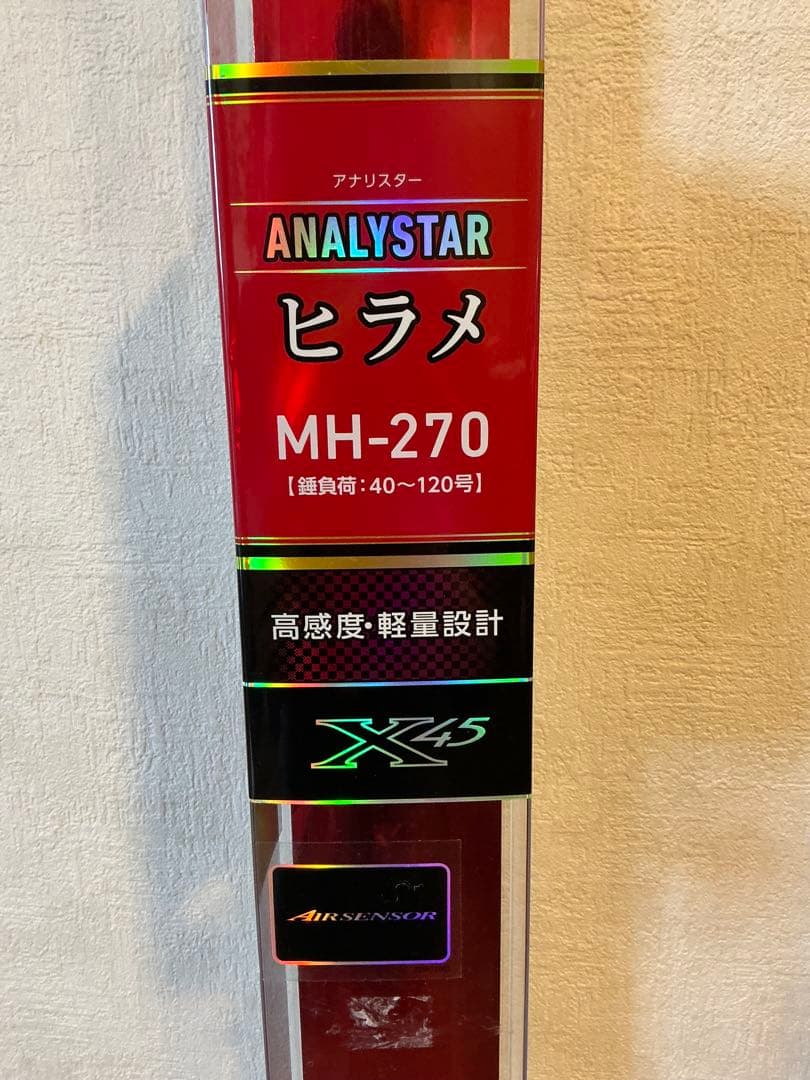 アナリスター
ANALYSTAR
ヒラメ
MH-270
【錘負荷：40～120号】
高感度・軽量設計
X45
AIRSENSOR